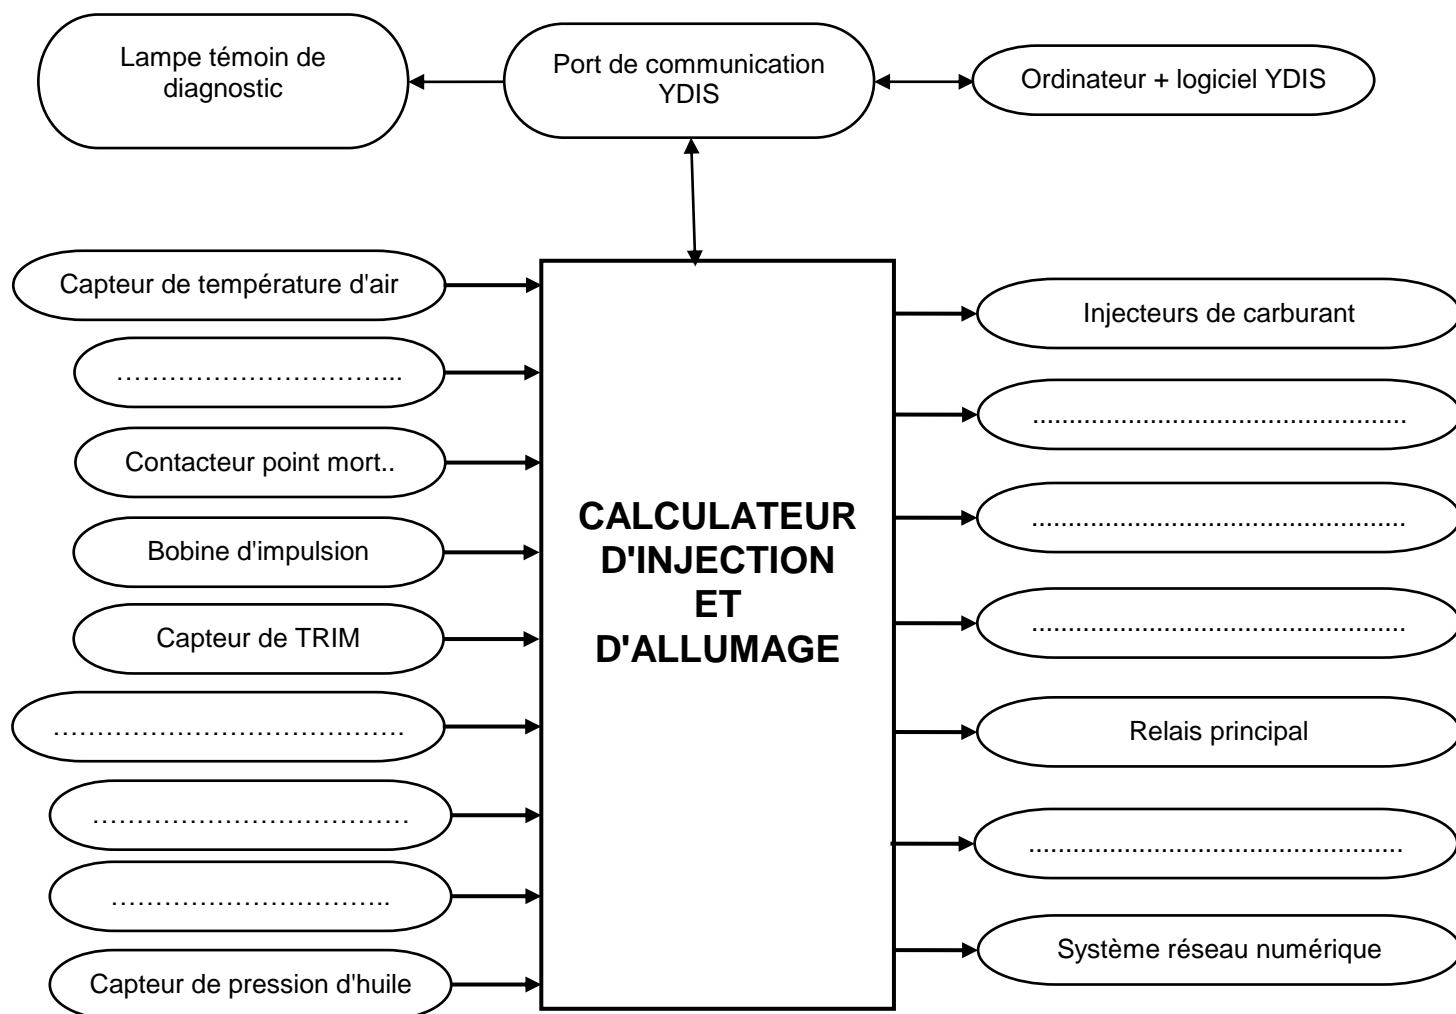 Lampe témoin de
diagnostic
Port de communication
YDIS
Ordinateur + logiciel YDIS
Capteur de température d'air
…………………………...
Contacteur point mort..
Bobine d'impulsion
Capteur de TRIM
…………………………………
………………………………
…………………………..
Capteur de pression d'huile
CALCULATEUR
D'INJECTION
ET
D'ALLUMAGE
Injecteurs de carburant
..................................................
..................................................
..................................................
Relais principal
..................................................
Système réseau numérique